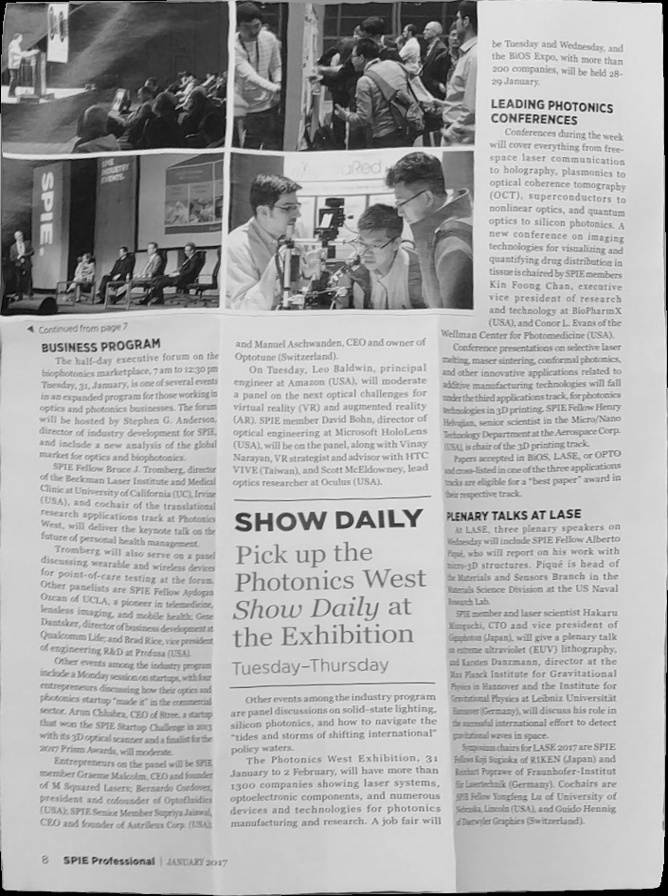 SPIE
INDUSTRY
EVENTS.
SPIE.
◄ Continued from page 7
BUSINESS PROGRAM
The half-day executive forum on the
biophotonics marketplace, 7 am to 12:30 pm
Tuesday, 31, January, is one of several events
in an expanded program for those working in
optics and photonics businesses. The forum
will be hosted by Stephen G. Anderson,
director of industry development for SPIE,
and include a new analysis of the global
market for optics and biophotonics.
SPIE Fellow Bruce J. Tromberg, director
of the Beckman Laser Institute and Medical
Clinic at University of California (UC), Irvine
(USA), and cochair of the translational
research applications track at Photonics
West, will deliver the keynote talk on the
future of personal health management.
Tromberg will also serve on a panel
discussing wearable and wireless devices
for point-of-care testing at the forum.
Other panelists are SPIE Fellow Aydogan
Ozcan of UCLA, a pioneer in telemedicine,
lensless imaging, and mobile health; Gene
Dantsker, director of business development at
Qualcomm Life; and Brad Rice, vice president
of engineering R&D at Profusa (USA).
Other events among the industry program
include a Monday session on startups, with four
entrepreneurs discussing how their optics and
photonics startup "made it" in the commercial
sector. Arun Chhabra, CEO of 8tree, a startup
that won the SPIE Startup Challenge in 2013
with its 3D optical scanner and a finalist for the
2017 Prism Awards, will moderate.
Entrepreneurs on the panel will be SPIE
member Graeme Malcolm, CEO and founder
of M Squared Lasers; Bernardo Cordovez,
president and cofounder of Optofluidics
(USA); SPIE Senior Member Supriya Jaiswal,
CEO and founder of Astrileux Corp. (USA);
and Manuel Aschwanden, CEO and owner of
Optotune (Switzerland).
On Tuesday, Leo Baldwin, principal
engineer at Amazon (USA), will moderate
a panel on the next optical challenges for
virtual reality (VR) and augmented reality
(AR). SPIE member David Bohn, director of
optical engineering at Microsoft HoloLens
(USA), will be on the panel, along with Vinay
Narayan, VR strategist and advisor with HTC
VIVE (Taiwan), and Scott McEldowney, lead
optics researcher at Oculus (USA).
SHOW DAILY
Pick up the
Photonics West
Show Daily at
the Exhibition
Tuesday–Thursday
Other events among the industry program
are panel discussions on solid-state lighting,
silicon photonics, and how to navigate the
"tides and storms of shifting international"
policy waters.
The Photonics West Exhibition, 31
January to 2 February, will have more than
1300 companies showing laser systems,
optoelectronic components, and numerous
devices and technologies for photonics
manufacturing and research. A job fair will
be Tuesday and Wednesday, and
the BiOS Expo, with more than
200 companies, will be held 28-
29 January.
LEADING PHOTONICS
CONFERENCES
Conferences during the week
will cover everything from free-
space laser communication
to holography, plasmonics to
optical coherence tomography
(OCT), superconductors to
nonlinear optics, and quantum
optics to silicon photonics. A
new conference on imaging
technologies for visualizing and
quantifying drug distribution in
tissue is chaired by SPIE members
Kin Foong Chan, executive
vice president of research
and technology at BioPharmX
(USA), and Conor L. Evans of the
Wellman Center for Photomedicine (USA).
Conference presentations on selective laser
melting, maser sintering, conformal photonics,
and other innovative applications related to
additive manufacturing technologies will fall
under the third applications track, for photonics
technologies in 3D printing. SPIE Fellow Henry
Helvajian, senior scientist in the Micro/Nano
Technology Department at the Aerospace Corp.
(USA), is chair of the 3D printing track.
Papers accepted in BiOS, LASE, or OPTO
and cross-listed in one of the three applications
tracks are eligible for a "best paper" award in
their respective track.
PLENARY TALKS AT LASE
At LASE, three plenary speakers on
Wednesday will include SPIE Fellow Alberto
Piqué, who will report on his work with
micro-3D structures. Piqué is head of
the Materials and Sensors Branch in the
Materials Science Division at the US Naval
Research Lab.
SPIE member and laser scientist Hakaru
Mizoguchi, CTO and vice president of
Gigaphoton (Japan), will give a plenary talk
on extreme ultraviolet (EUV) lithography,
and Karsten Danzmann, director at the
Max Planck Institute for Gravitational
Physics in Hannover and the Institute for
Gravitational Physics at Leibniz Universität
Hannover (Germany), will discuss his role in
the successful international effort to detect
gravitational waves in space.
Symposium chairs for LASE 2017 are SPIE
Fellows Koji Sugioka of RIKEN (Japan) and
Reinhart Poprawe of Fraunhofer-Institut
für Lasertechnik (Germany). Cochairs are
SPIE Fellow Yongfeng Lu of University of
Nebraska, Lincoln (USA), and Guido Hennig
of Daetwyler Graphics (Switzerland).
8 SPIE Professional | JANUARY 2017